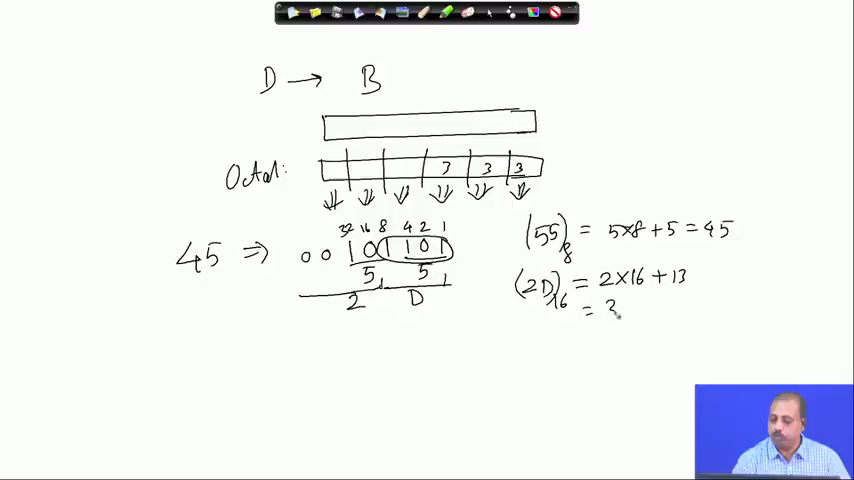 D → B
Octal: 3 3 3
32 16 8 4 2 1
45 ⇒ 0 0 1 0 1 1 0 1
5 5
2 D
(55)8 = 5×8+5=45
(2D)16 = 2×16+13
= 3